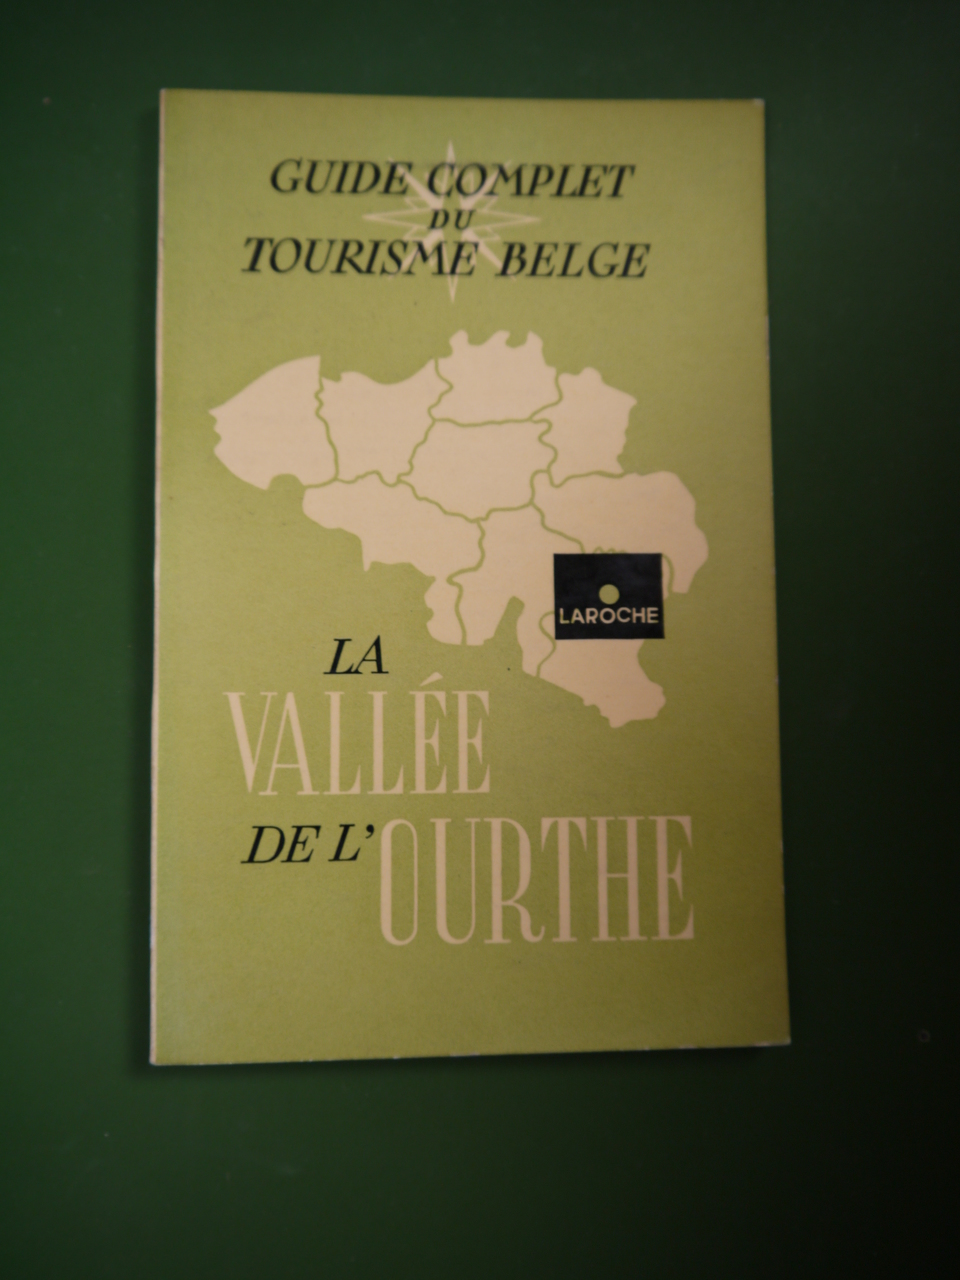 GUIDE COMPLET
DU
TOURISME BELGE
LAROCHE
LA
VALLÉE
DE L'OURTHE